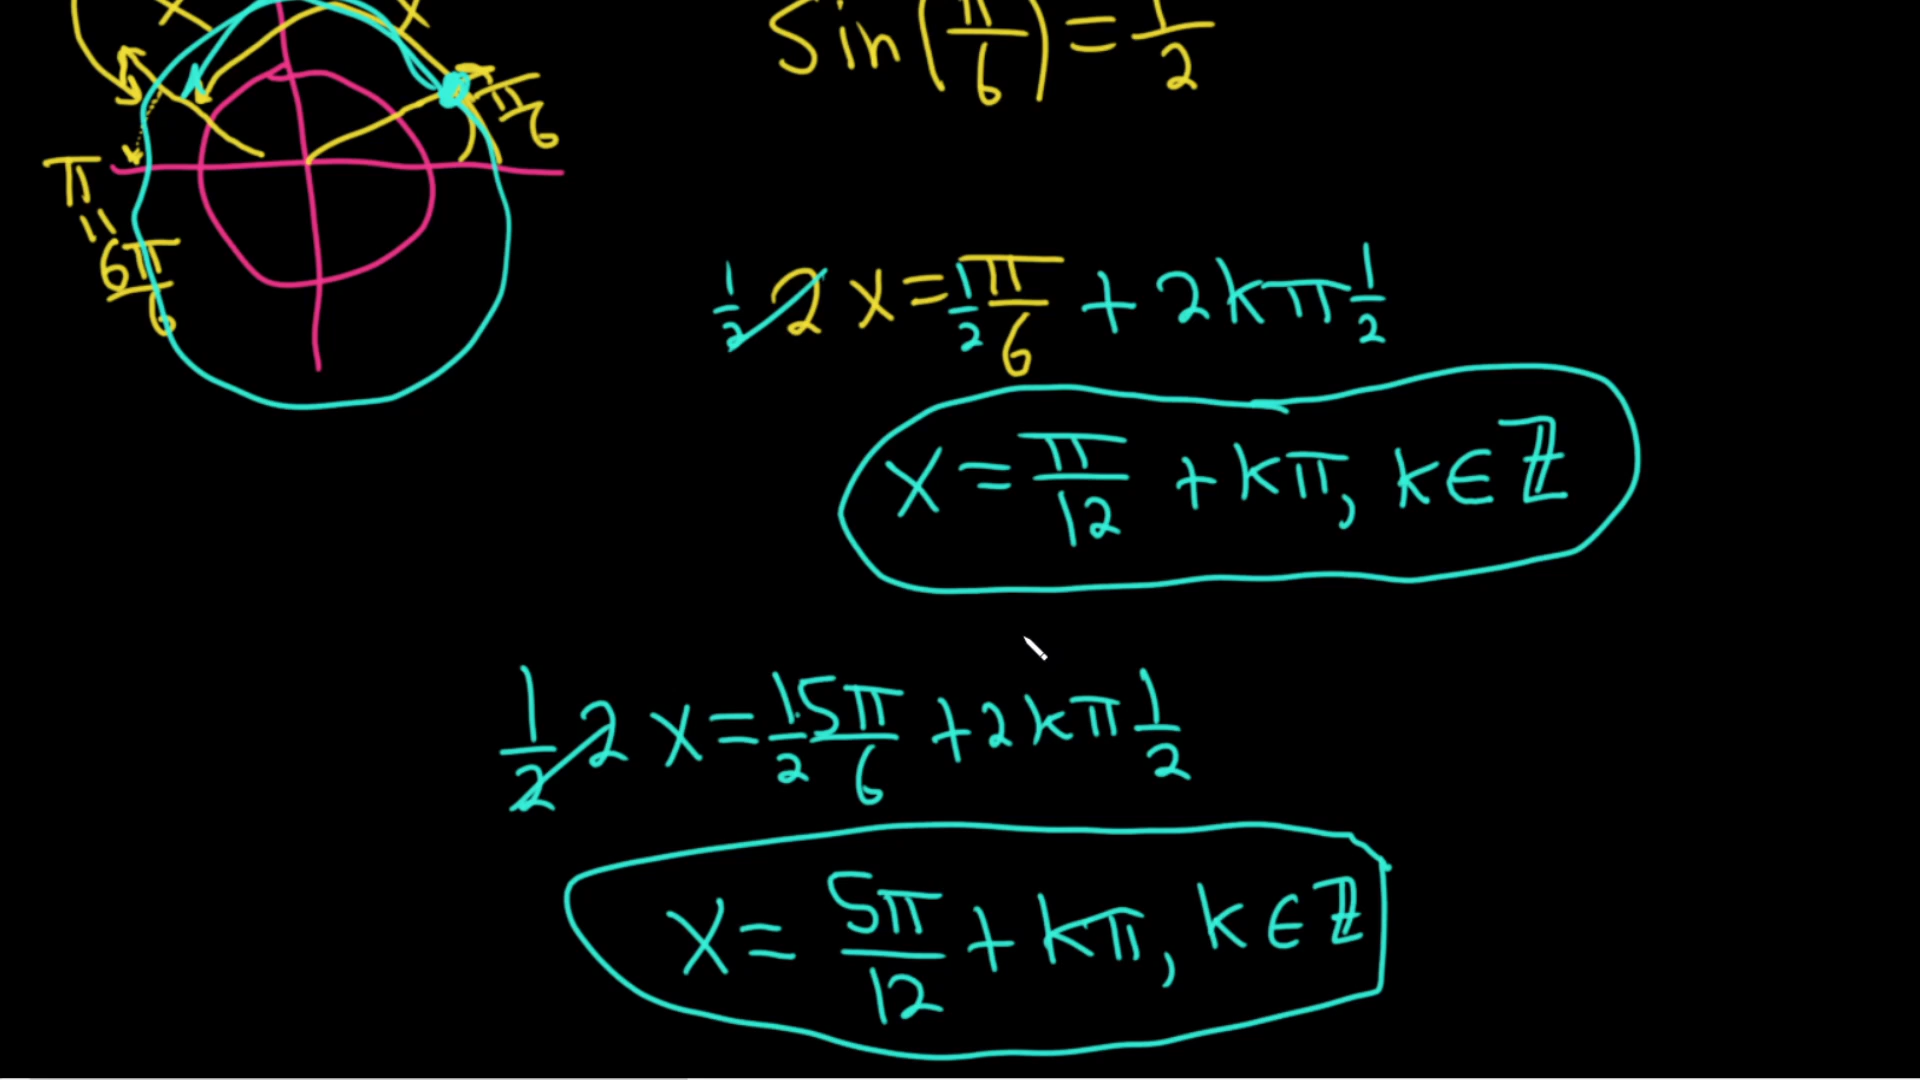 sin(π/6) = 1/2
π/6
π
=
6π/6
1/2 2x = 1/2 π/6 + 2kπ 1/2
x = π/12 + kπ, k ∈ ℤ
1/2 2x = 1/2 5π/6 + 2kπ 1/2
x = 5π/12 + kπ, k ∈ ℤ